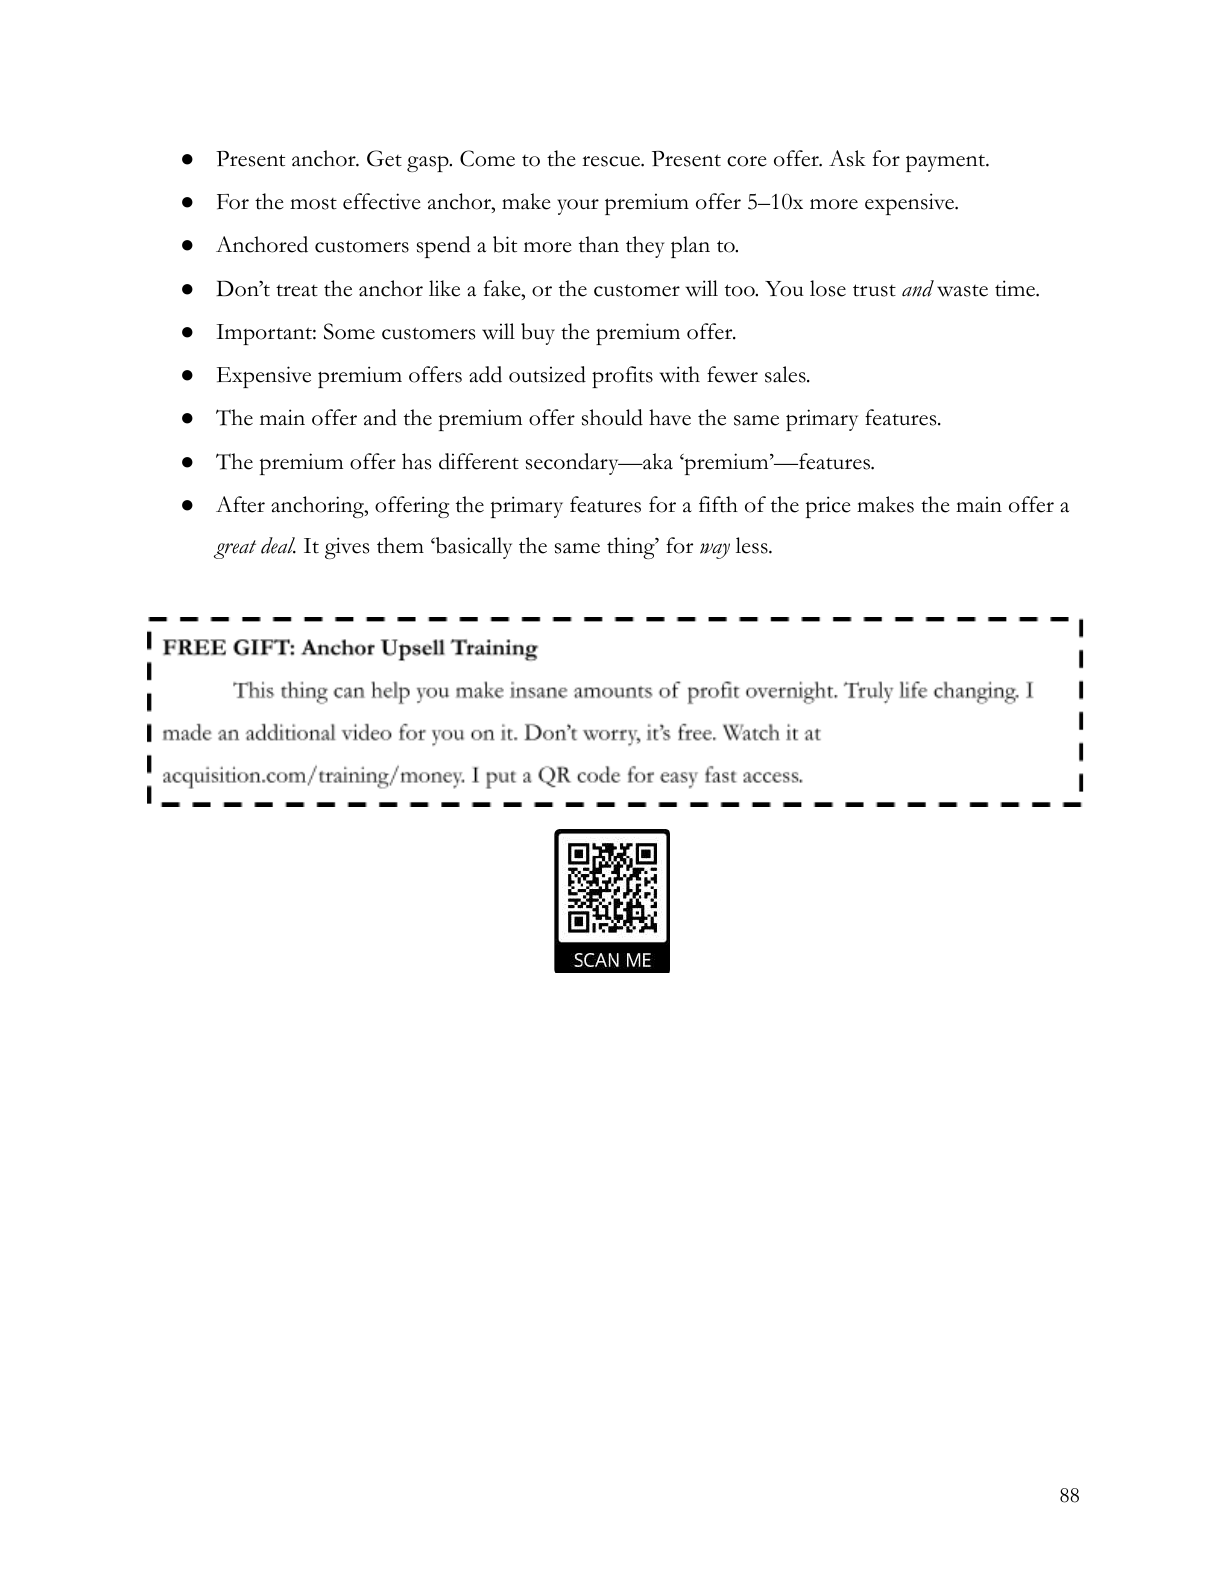 ● Present anchor. Get gasp. Come to the rescue. Present core offer. Ask for payment.
● For the most effective anchor, make your premium offer 5–10x more expensive.
● Anchored customers spend a bit more than they plan to.
● Don’t treat the anchor like a fake, or the customer will too. You lose trust and waste time.
● Important: Some customers will buy the premium offer.
● Expensive premium offers add outsized profits with fewer sales.
● The main offer and the premium offer should have the same primary features.
● The premium offer has different secondary—aka ‘premium’—features.
● After anchoring, offering the primary features for a fifth of the price makes the main offer a
great deal. It gives them ‘basically the same thing’ for way less.
FREE GIFT: Anchor Upsell Training
This thing can help you make insane amounts of profit overnight. Truly life changing. I
made an additional video for you on it. Don’t worry, it’s free. Watch it at
acquisition.com/training/money. I put a QR code for easy fast access.
SCAN ME
88